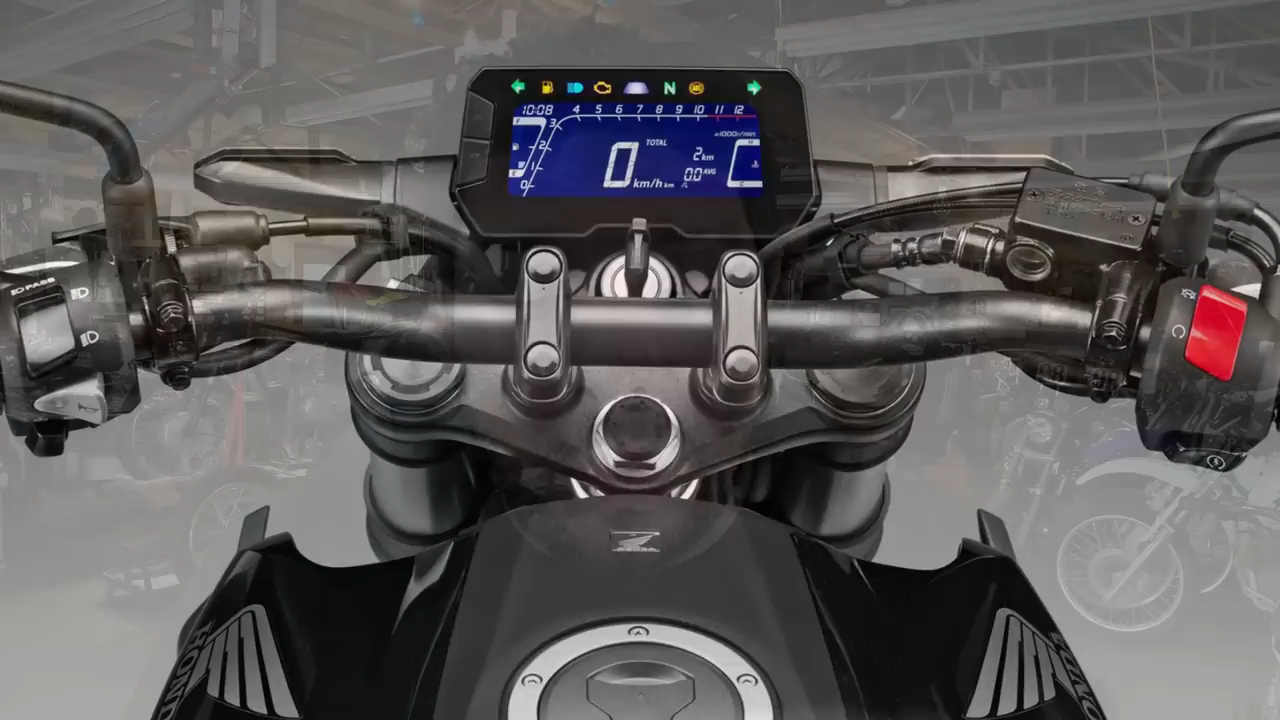 N
10:08
4 5 6 7 8 9 10 11 12
3
2
1
0
x1000r/min
F
E
H
C
TOTAL
2 km
0 km/h
0.0 AVG
km/L
PASS
HONDA
HONDA